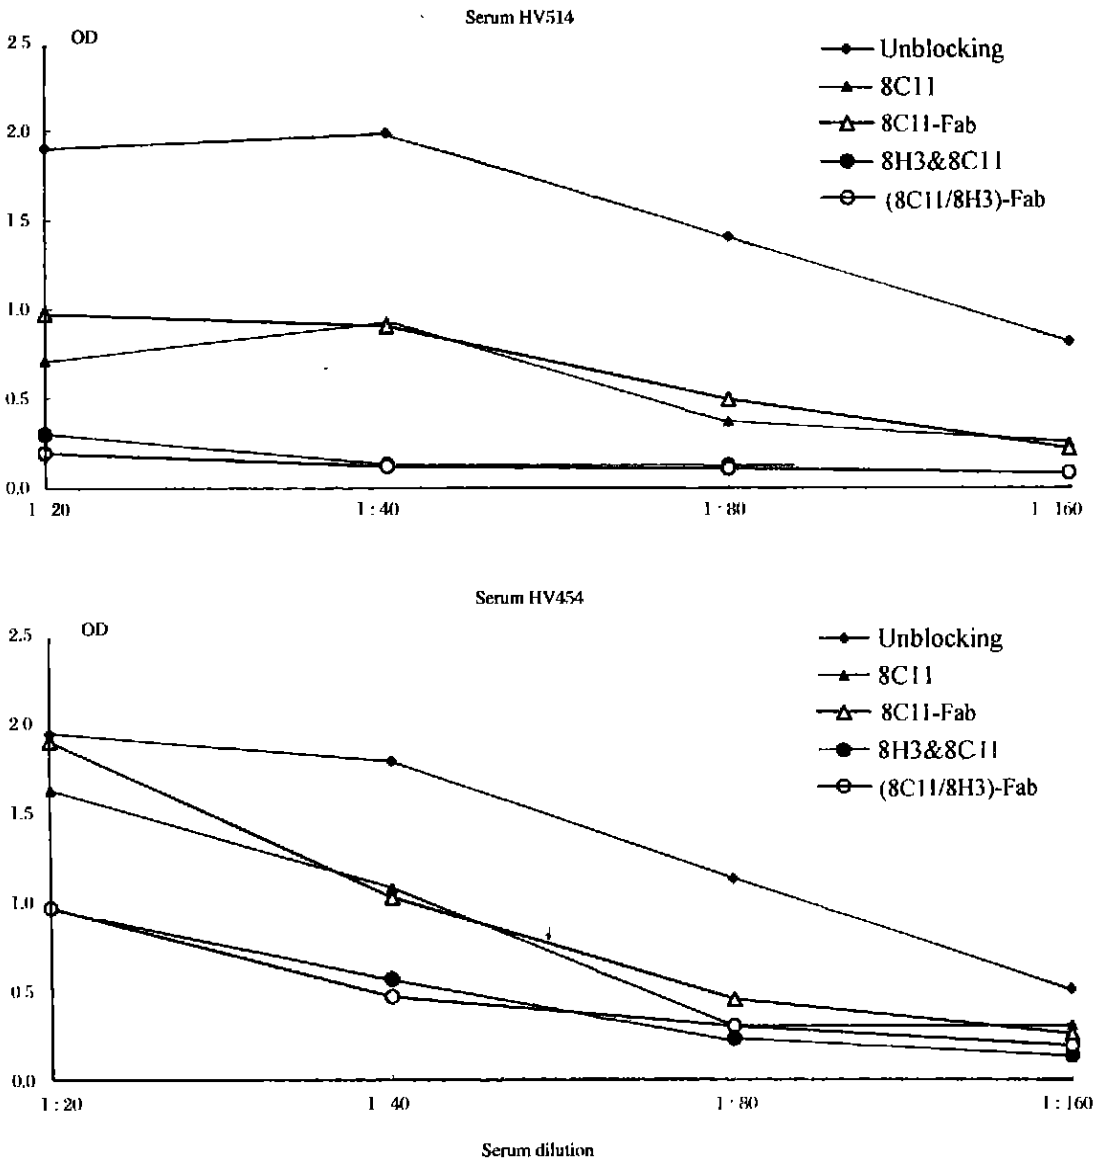 Serum HV514
OD
2.5
2.0
1.5
1.0
0.5
0.0
1:20
1:40
1:80
1:160
Unblocking
8C11
8C11-Fab
8H3&8C11
(8C11/8H3)-Fab
Serum HV454
OD
2.5
2.0
1.5
1.0
0.5
0.0
1:20
1:40
1:80
1:160
Unblocking
8C11
8C11-Fab
8H3&8C11
(8C11/8H3)-Fab
Serum dilution